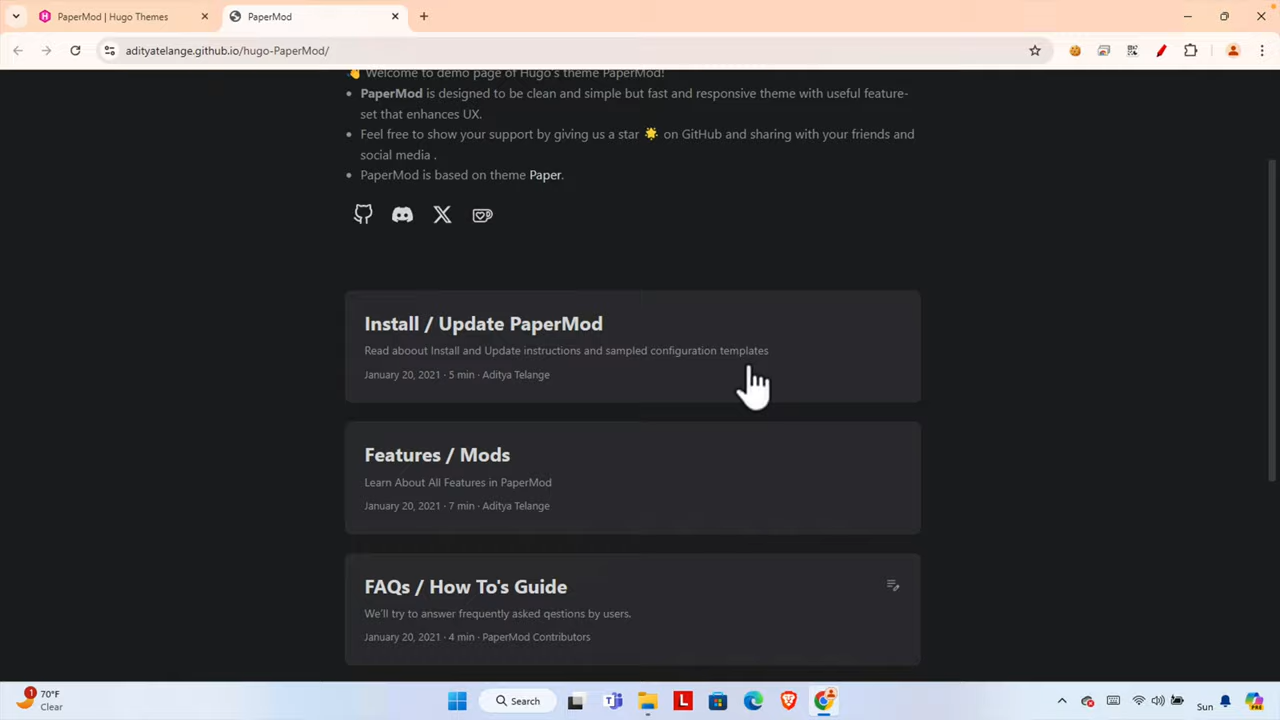 PaperMod | Hugo Themes
PaperMod
adityatelange.github.io/hugo-PaperMod/
👋 Welcome to demo page of Hugo's theme PaperMod!
• PaperMod is designed to be clean and simple but fast and responsive theme with useful feature-
set that enhances UX.
• Feel free to show your support by giving us a star 🌟 on GitHub and sharing with your friends and
social media .
• PaperMod is based on theme Paper.
Install / Update PaperMod
Read aboout Install and Update instructions and sampled configuration templates
January 20, 2021 · 5 min · Aditya Telange
Features / Mods
Learn About All Features in PaperMod
January 20, 2021 · 7 min · Aditya Telange
FAQs / How To's Guide
We'll try to answer frequently asked qestions by users.
January 20, 2021 · 4 min · PaperMod Contributors
1
70°F
Clear
Search
L
Sun
PRE